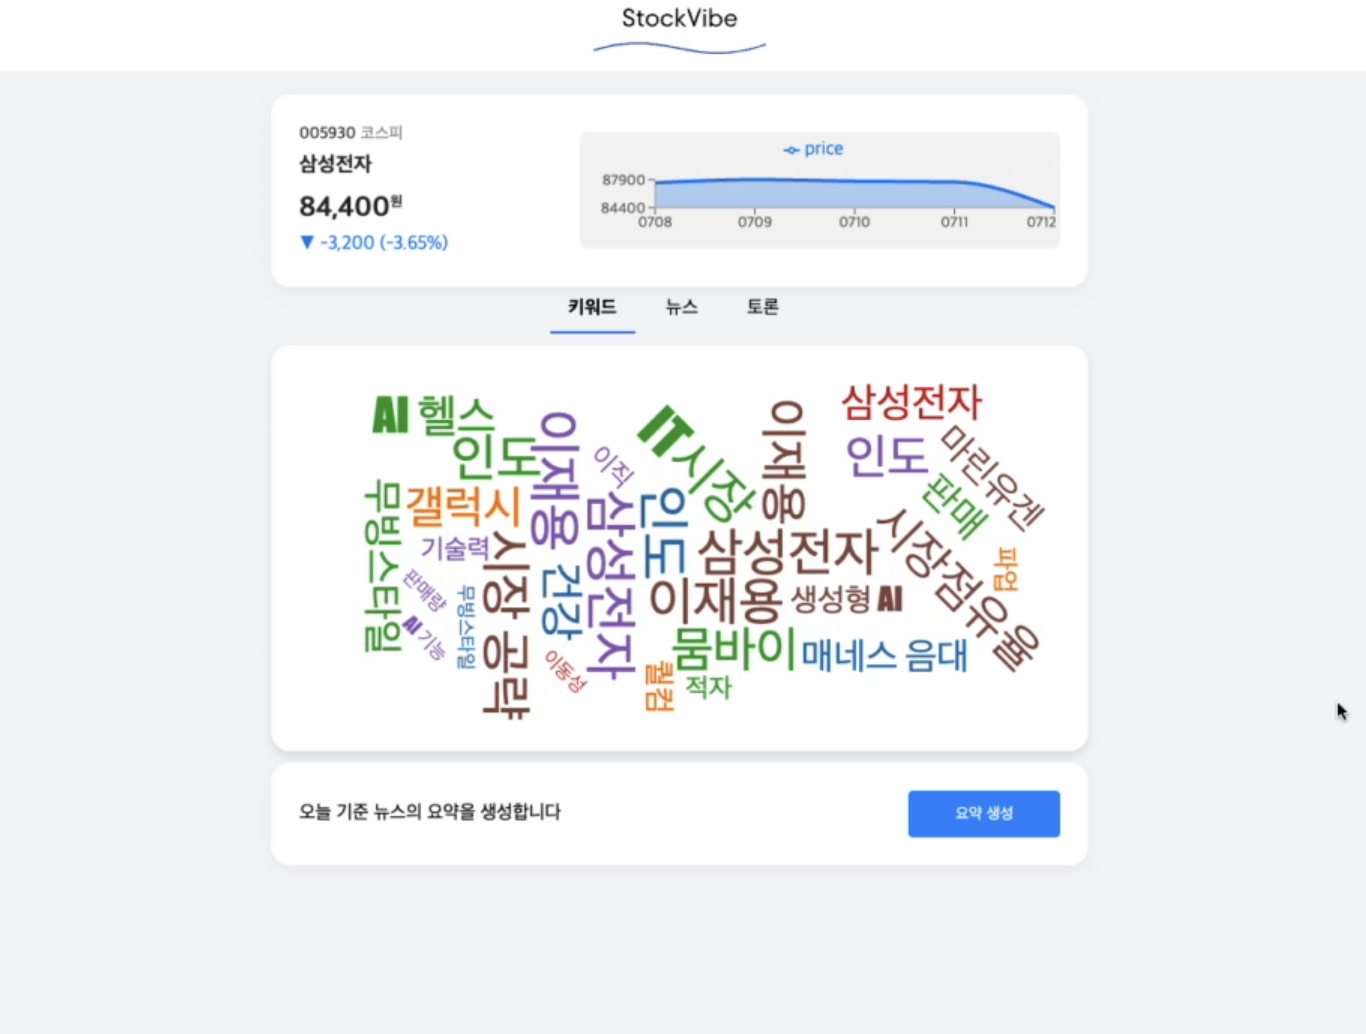 StockVibe
005930 코스피
삼성전자
84,400원
▼ -3,200 (-3.65%)
price
87900
84400
0708 0709 0710 0711 0712
키워드 뉴스 토론
AI 헬스
인도
이재용
이직
IT 시장
이재용
삼성전자
인도
마린유겐
판매
무빙스타일
갤럭시
기술력
시장 공략
삼성전자
인도
삼성전자
시장점유율
파업
판매량
무빙스타일
건강
이재용
생성형 AI
AI 기능
이동성
뭄바이
매네스 음대
퀄컴
적자
오늘 기준 뉴스의 요약을 생성합니다
요약 생성